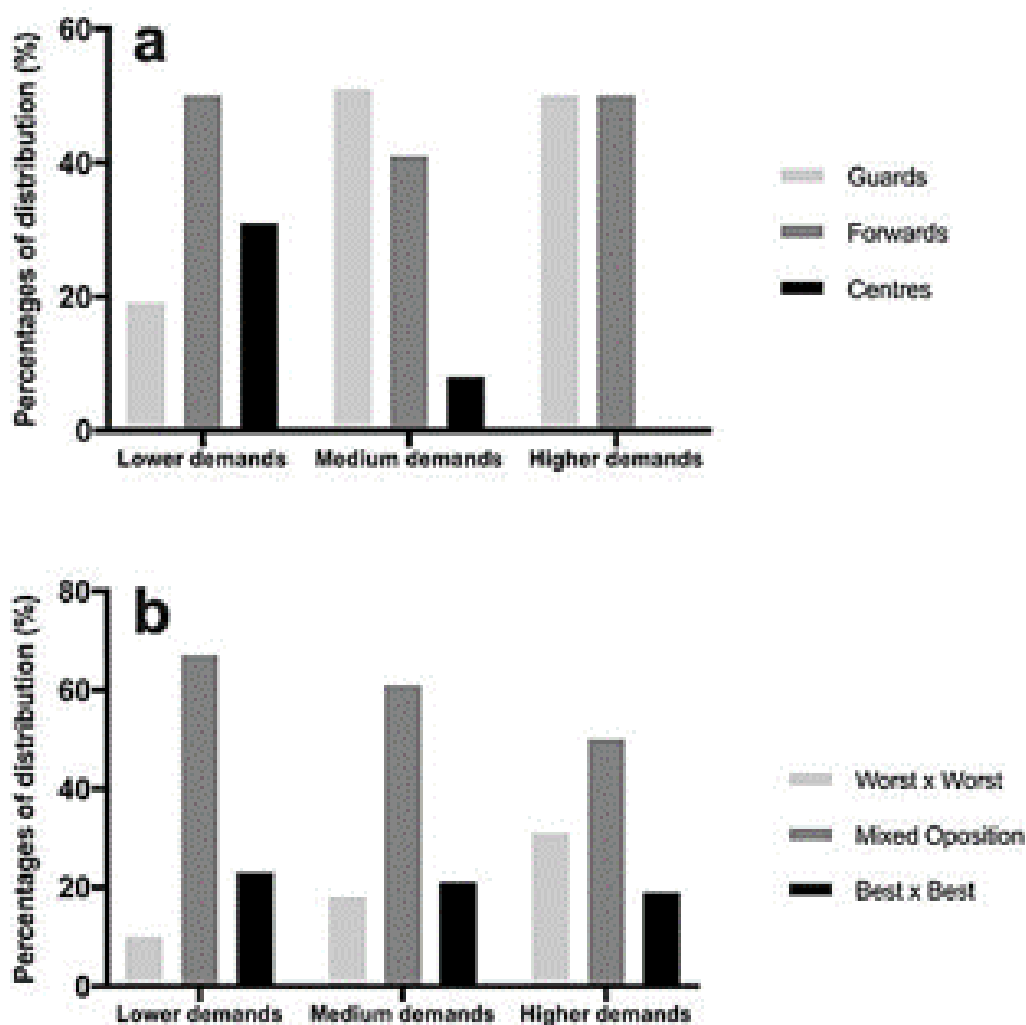 a
Percentages of distribution (%)
60
40
20
0
Lower demands Medium demands Higher demands
Guards
Forwards
Centres
b
Percentages of distribution (%)
80
60
40
20
0
Lower demands Medium demands Higher demands
Worst x Worst
Mixed Oposition
Best x Best